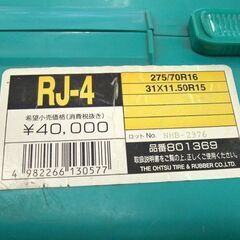 RJ-4
275/70R16
31X11.50R15
希望小売価格(消費税抜き)
¥40,000
ロットNo. NHB-2376
品番801369
取扱説明書をご覧の上、正しくご使用下さい。
THE OHTSU TIRE & RUBBER CO.,LTD.
4 982266 130577